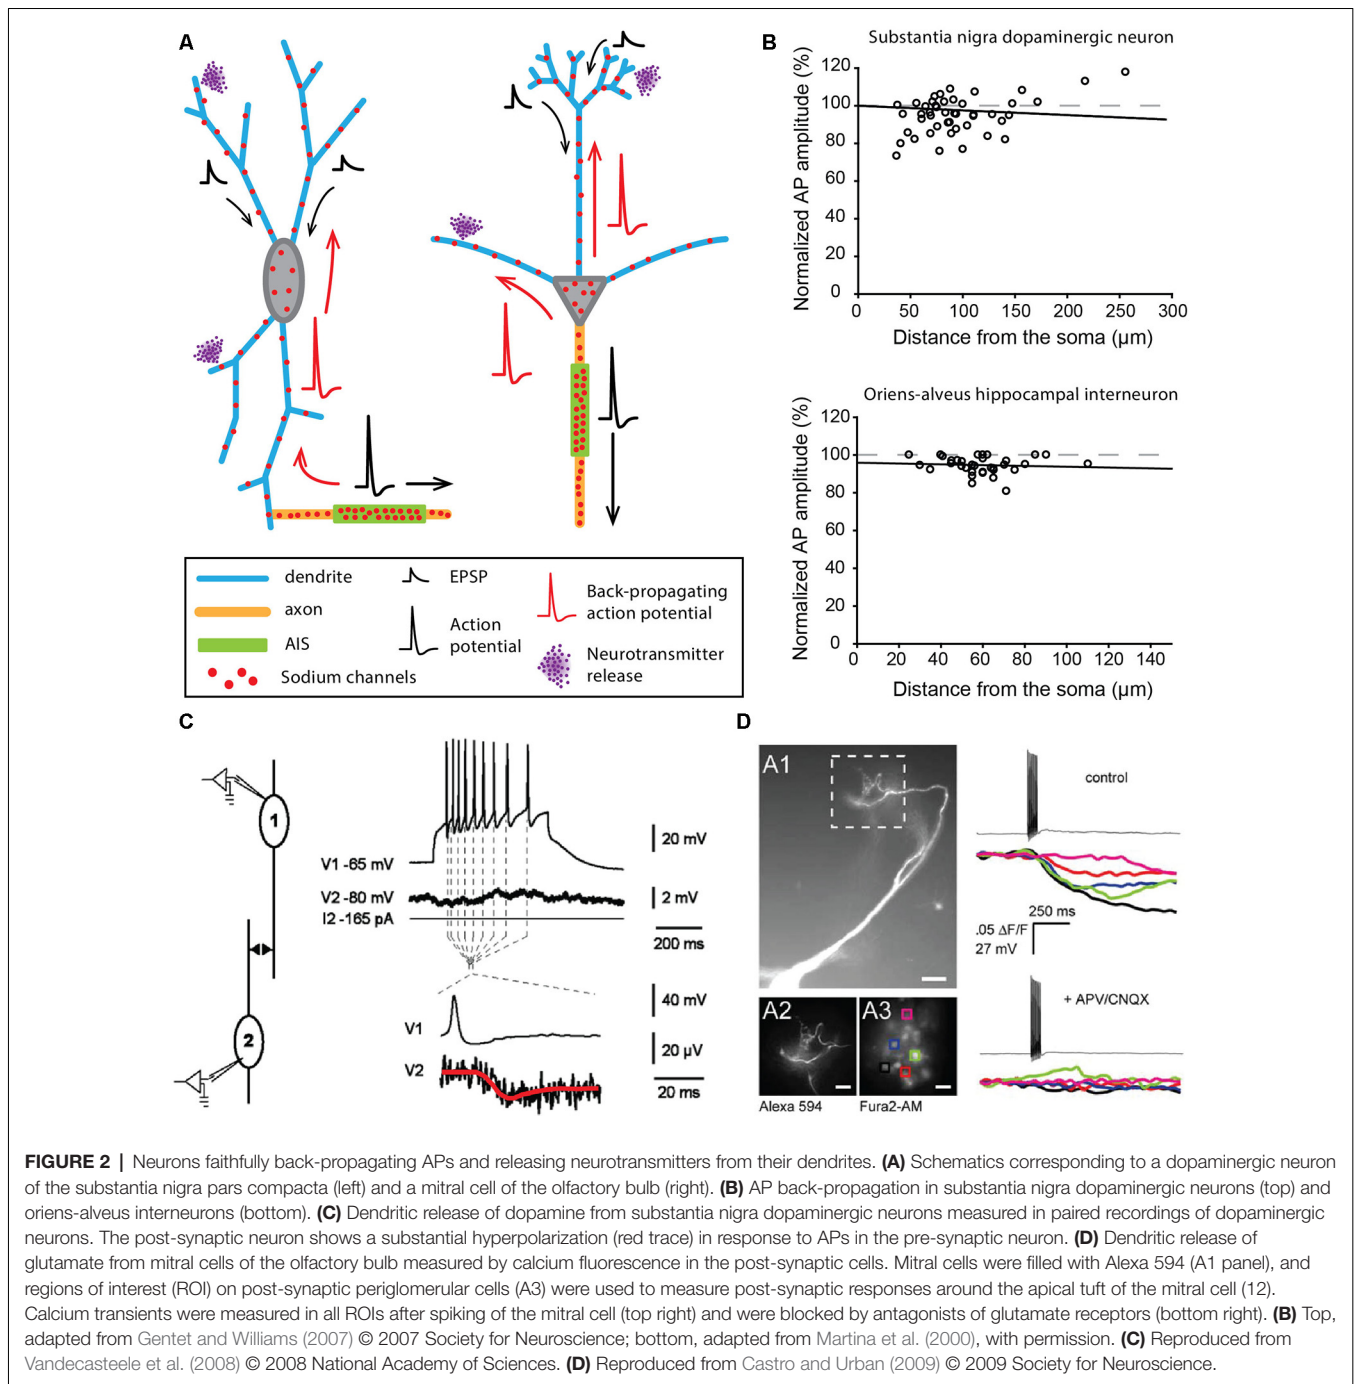 A
dendrite
axon
AIS
Sodium channels
EPSP
Action
potential
Back-propagating
action potential
Neurotrasmitter
release
B
Substantia nigra dopaminergic neuron
Normalized AP amplitude (%)
120
100
80
60
40
20
0
50
100
150
200
250
300
Distance from the soma (µm)
Oriens-alveus hippocampal interneuron
Normalized AP amplitude (%)
120
100
80
60
40
20
0
0
20
40
60
80
100
120
140
Distance from the soma (µm)
C
1
2
V1 -65 mV
V2 -80 mV
I2 -165 pA
20 mV
2 mV
200 ms
V1
V2
40 mV
20 µV
20 ms
D
A1
A2
A3
Alexa 594
Fura2-AM
control
250 ms
.05 ΔF/F
27 mV
+ APV/CNQX
FIGURE 2 | Neurons faithfully back-propagating APs and releasing neurotransmitters from their dendrites. (A) Schematics corresponding to a dopaminergic neuron
of the substantia nigra pars compacta (left) and a mitral cell of the olfactory bulb (right). (B) AP back-propagation in substantia nigra dopaminergic neurons (top) and
oriens-alveus interneurons (bottom). (C) Dendritic release of dopamine from substantia nigra dopaminergic neurons measured in paired recordings of dopaminergic
neurons. The post-synaptic neuron shows a substantial hyperpolarization (red trace) in response to APs in the pre-synaptic neuron. (D) Dendritic release of
glutamate from mitral cells of the olfactory bulb measured by calcium fluorescence in the post-synaptic cells. Mitral cells were filled with Alexa 594 (A1 panel), and
regions of interest (ROI) on post-synaptic periglomerular cells (A3) were used to measure post-synaptic responses around the apical tuft of the mitral cell (12).
Calcium transients were measured in all ROIs after spiking of the mitral cell (top right) and were blocked by antagonists of glutamate receptors (bottom right). (B) Top,
adapted from Gentet and Williams (2007) © 2007 Society for Neuroscience; bottom, adapted from Martina et al. (2000), with permission. (C) Reproduced from
Vandecasteele et al. (2008) © 2008 National Academy of Sciences. (D) Reproduced from Castro and Urban (2009) © 2009 Society for Neuroscience.